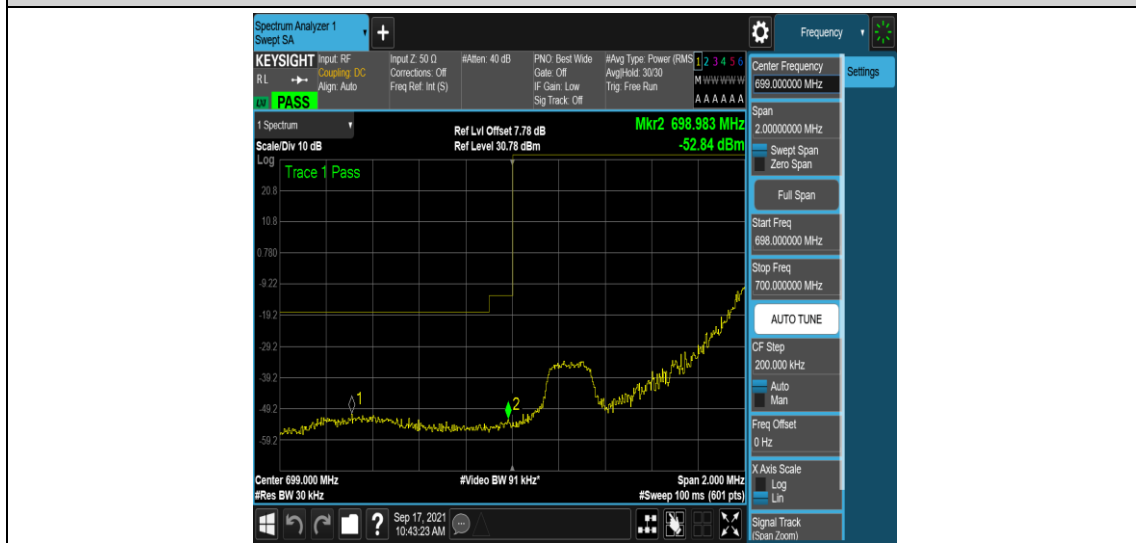 Spectrum Analyzer 1
Swept SA
+
Frequency
KEYSIGHT
RL
LXI
PASS
Input: RF
Coupling: DC
Align: Auto
Input Z: 50 Ω
Corrections: Off
Freq Ref: Int (S)
#Atten: 40 dB
PNO: Best Wide
Gate: Off
IF Gain: Low
Sig Track: Off
#Avg Type: Power (RMS
Avg|Hold: 30/30
Trig: Free Run
1 2 3 4 5 6
M W W W W W
A A A A A A
1 Spectrum
Scale/Div 10 dB
Ref Lvl Offset 7.78 dB
Ref Level 30.78 dBm
Mkr2 698.983 MHz
-52.84 dBm
Log
Trace 1 Pass
20.8
10.8
0.780
-9.22
-19.2
-29.2
-39.2
-49.2
-59.2
1
2
Center 699.000 MHz
#Res BW 30 kHz
#Video BW 91 kHz*
Span 2.000 MHz
#Sweep 100 ms (601 pts)
Center Frequency
699.000000 MHz
Settings
Span
2.00000000 MHz
Swept Span
Zero Span
Full Span
Start Freq
698.000000 MHz
Stop Freq
700.000000 MHz
AUTO TUNE
CF Step
200.000 kHz
Auto
Man
Freq Offset
0 Hz
X Axis Scale
Log
Lin
Signal Track
(Span Zoom)
?
Sep 17, 2021
10:43:23 AM